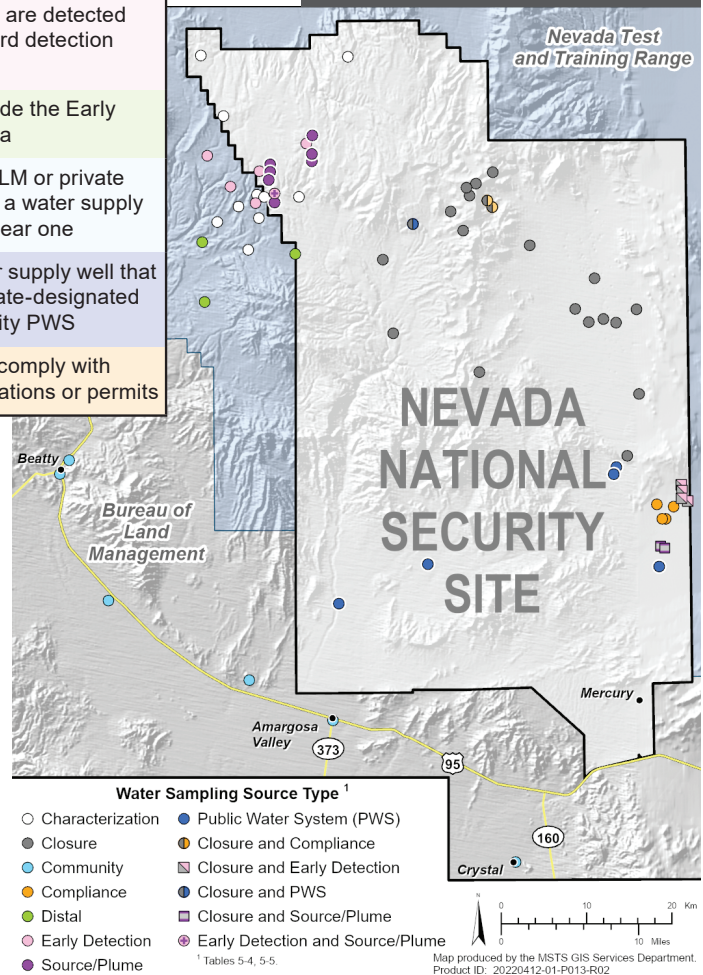 are detected
rd detection
de the Early
a
LM or private
a water supply
ear one
r supply well that
ate-designated
ity PWS
comply with
ations or permits
Nevada Test
and Training Range
NEVADA
NATIONAL
SECURITY
SITE
Beatty
Bureau of
Land
Management
Mercury
Amargosa
Valley
373
95
160
Crystal
Water Sampling Source Type 1
Characterization
Closure
Community
Compliance
Distal
Early Detection
Source/Plume
Public Water System (PWS)
Closure and Compliance
Closure and Early Detection
Closure and PWS
Closure and Source/Plume
Early Detection and Source/Plume
1 Tables 5-4, 5-5.
N
0 10 20 Km
0 10 Miles
Map produced by the MSTS GIS Services Department.
Product ID: 20220412-01-P013-R02